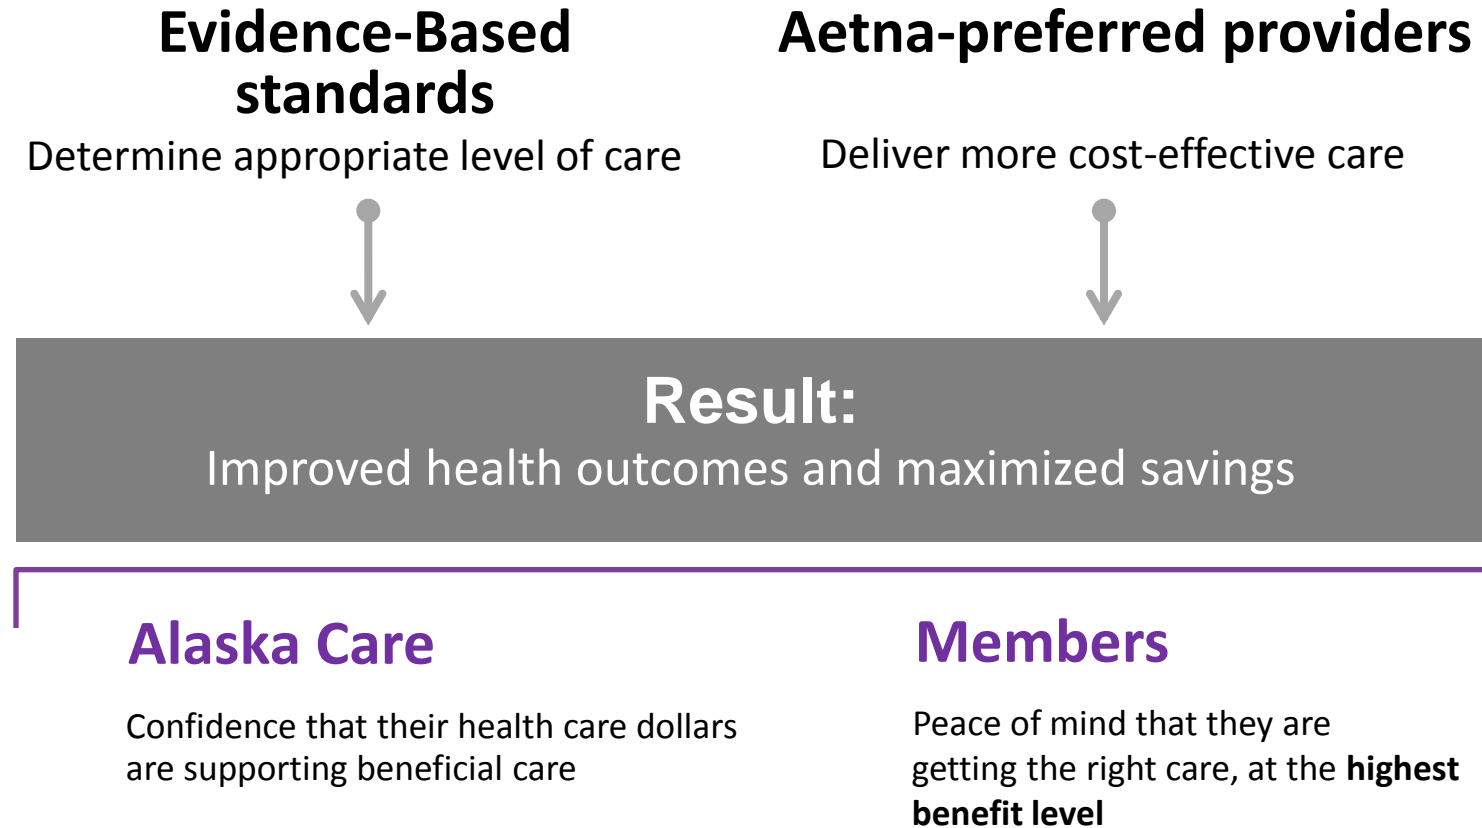 Evidence-Based
standards
Determine appropriate level of care
Aetna-preferred providers
Deliver more cost-effective care
Result:
Improved health outcomes and maximized savings
Alaska Care
Confidence that their health care dollars
are supporting beneficial care
Members
Peace of mind that they are
getting the right care, at the highest
benefit level